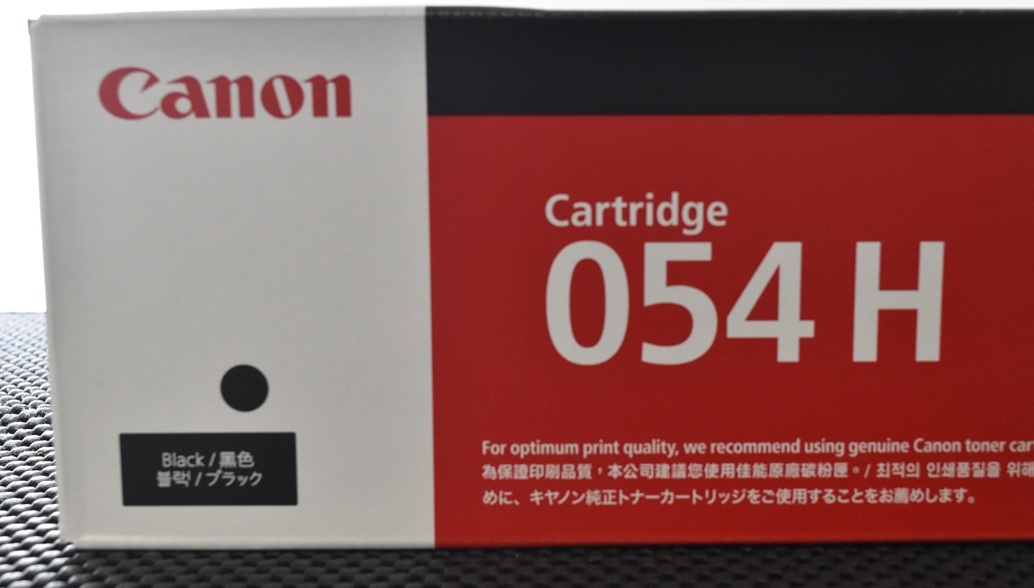 Canon
Cartridge
054 H
Black / 黒色
블랙 / ブラック
For optimum print quality, we recommend using genuine Canon toner
為保證印刷品質，本公司建議您使用佳能原廠碳粉匣。/ 최적의 인쇄품질을
めに、キヤノン純正トナーカートリッジをご使用することをお薦めします。